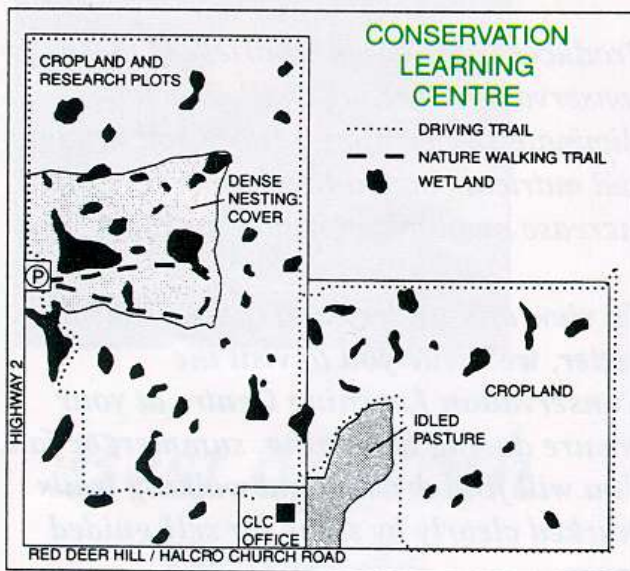 CONSERVATION
LEARNING
CENTRE
DRIVING TRAIL
NATURE WALKING TRAIL
WETLAND
CROPLAND AND
RESEARCH PLOTS
DENSE
NESTING
COVER
P
HIGHWAY 2
CROPLAND
IDLED
PASTURE
CLC
OFFICE
RED DEER HILL / HALCRO CHURCH ROAD